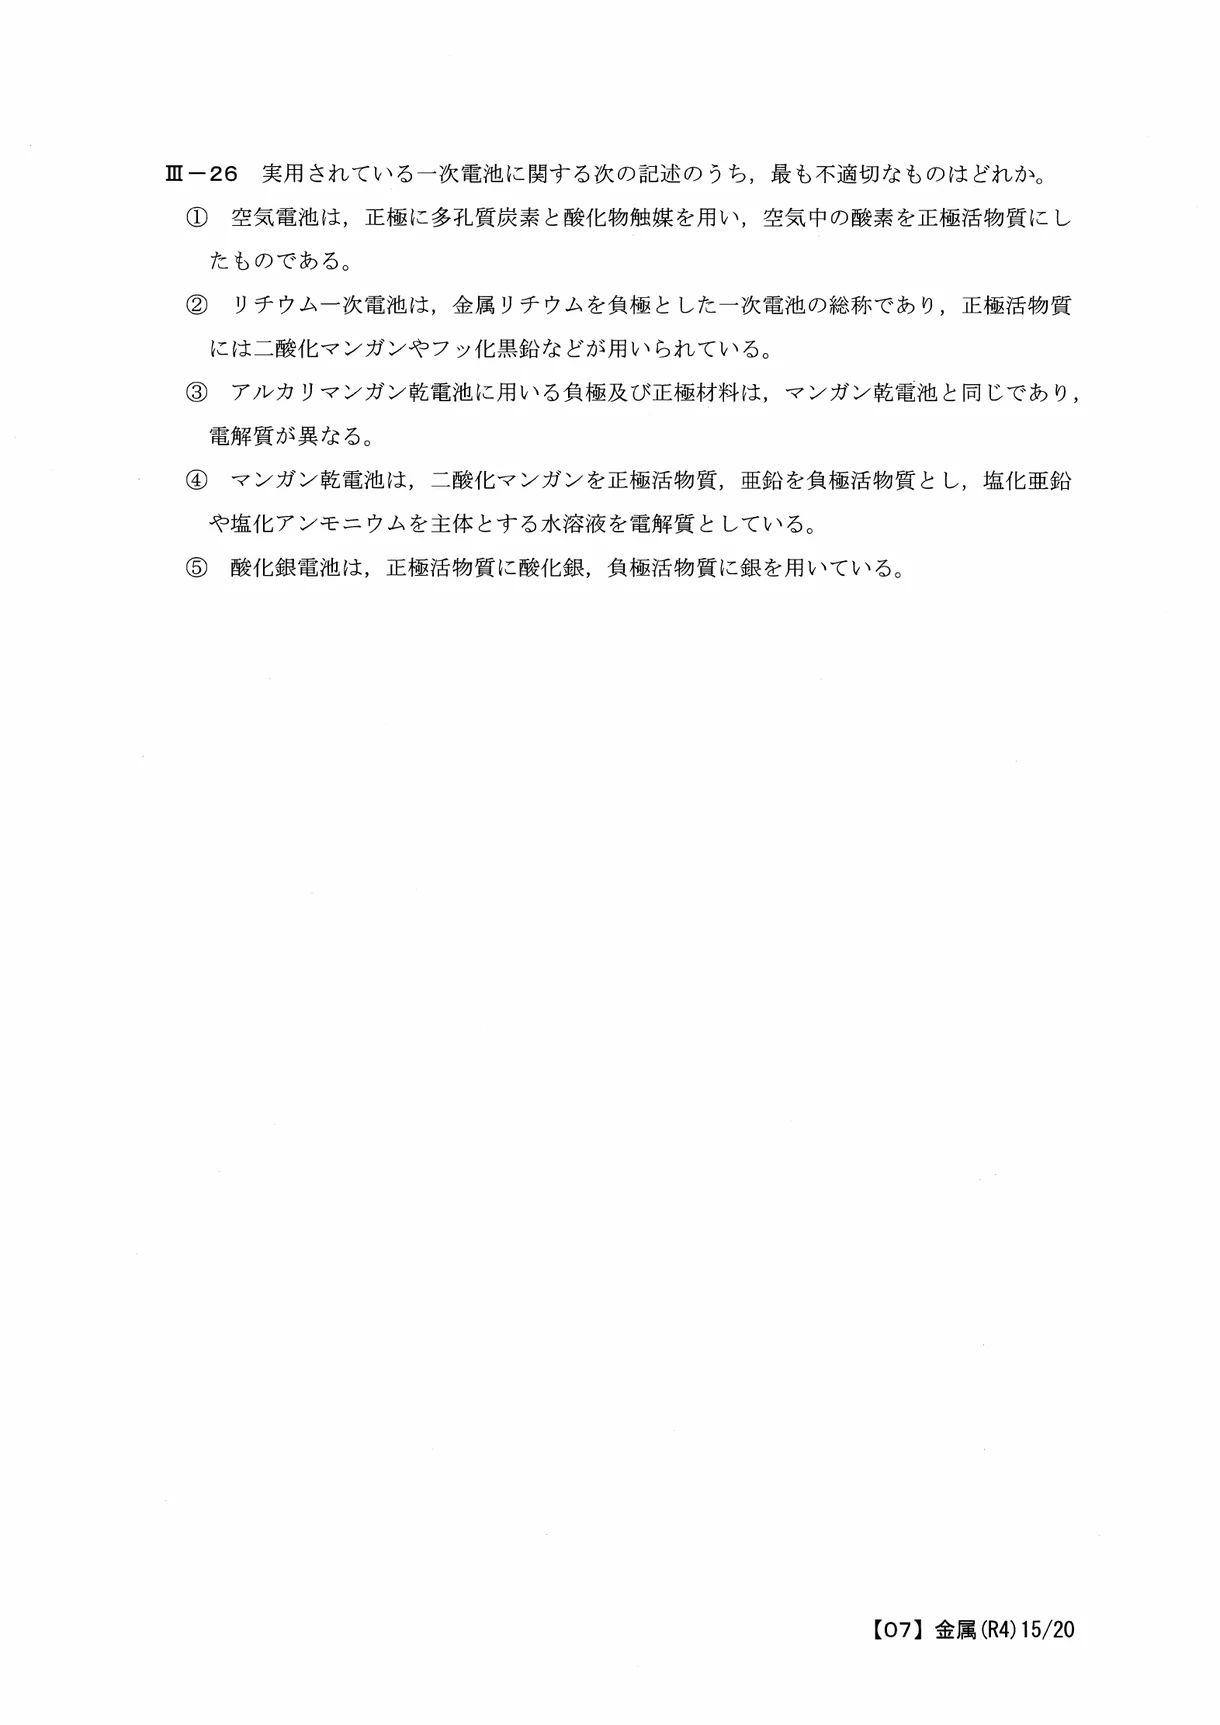 Ⅲ－26　実用されている一次電池に関する次の記述のうち，最も不適切なものはどれか。
①　空気電池は，正極に多孔質炭素と酸化物触媒を用い，空気中の酸素を正極活物質にし
たものである。
②　リチウム一次電池は，金属リチウムを負極とした一次電池の総称であり，正極活物質
には二酸化マンガンやフッ化黒鉛などが用いられている。
③　アルカリマンガン乾電池に用いる負極及び正極材料は，マンガン乾電池と同じであり，
電解質が異なる。
④　マンガン乾電池は，二酸化マンガンを正極活物質，亜鉛を負極活物質とし，塩化亜鉛
や塩化アンモニウムを主体とする水溶液を電解質としている。
⑤　酸化銀電池は，正極活物質に酸化銀，負極活物質に銀を用いている。
【07】金属(R4)15/20